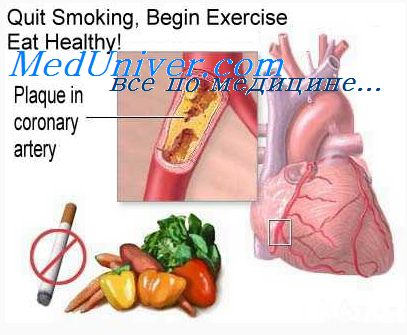 Quit Smoking, Begin Exercise
Eat Healthy!
MedUniver.com
все по медицине...
Plaque in
coronary
artery